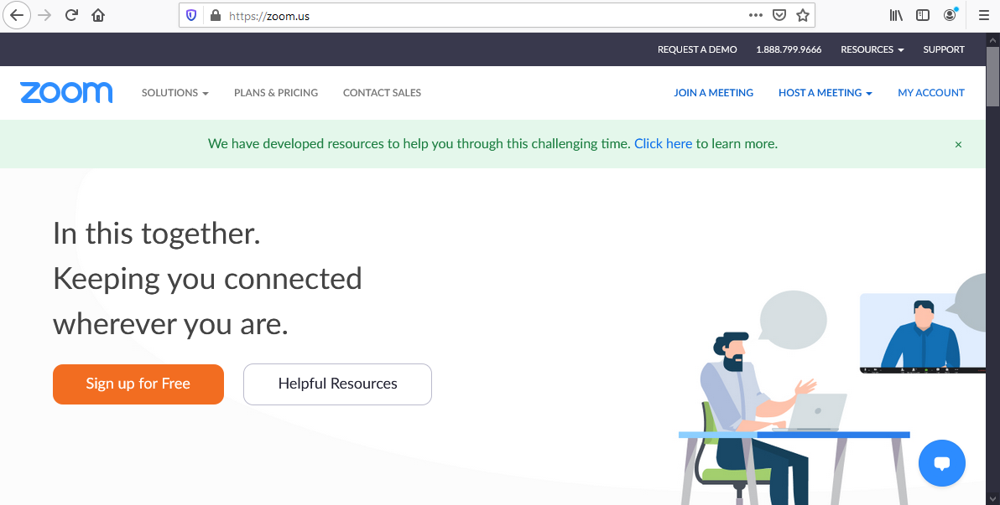 https://zoom.us
REQUEST A DEMO 1.888.799.9666 RESOURCES SUPPORT
zoom SOLUTIONS PLANS & PRICING CONTACT SALES JOIN A MEETING HOST A MEETING MY ACCOUNT
We have developed resources to help you through this challenging time. Click here to learn more. ×
In this together.
Keeping you connected
wherever you are.
Sign up for Free Helpful Resources